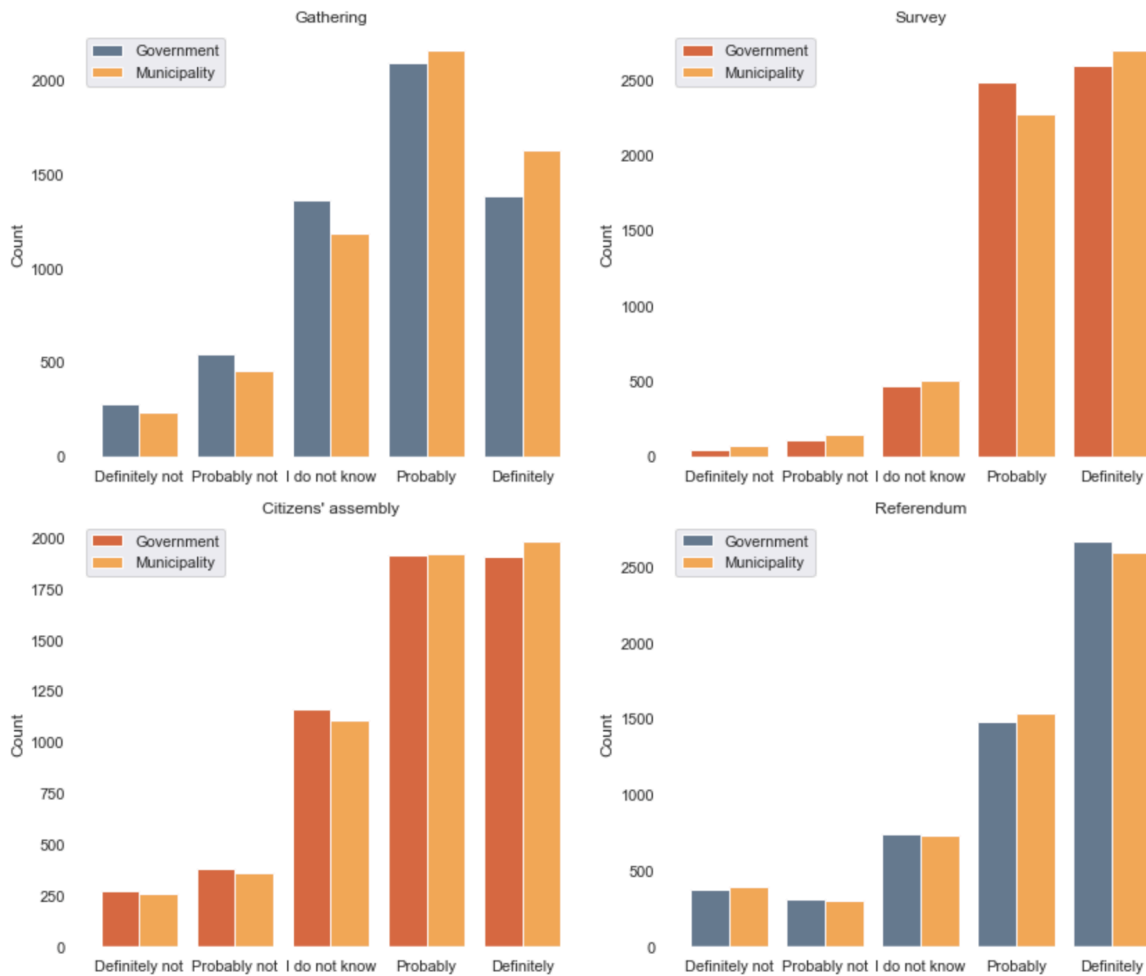 Gathering
Government
Municipality
2000
1500
1000
500
0
Count
Definitely not Probably not I do not know Probably Definitely
Survey
Government
Municipality
2500
2000
1500
1000
500
0
Count
Definitely not Probably not I do not know Probably Definitely
Citizens' assembly
Government
Municipality
2000
1750
1500
1250
1000
750
500
250
0
Count
Definitely not Probably not I do not know Probably Definitely
Referendum
Government
Municipality
2500
2000
1500
1000
500
0
Count
Definitely not Probably not I do not know Probably Definitely